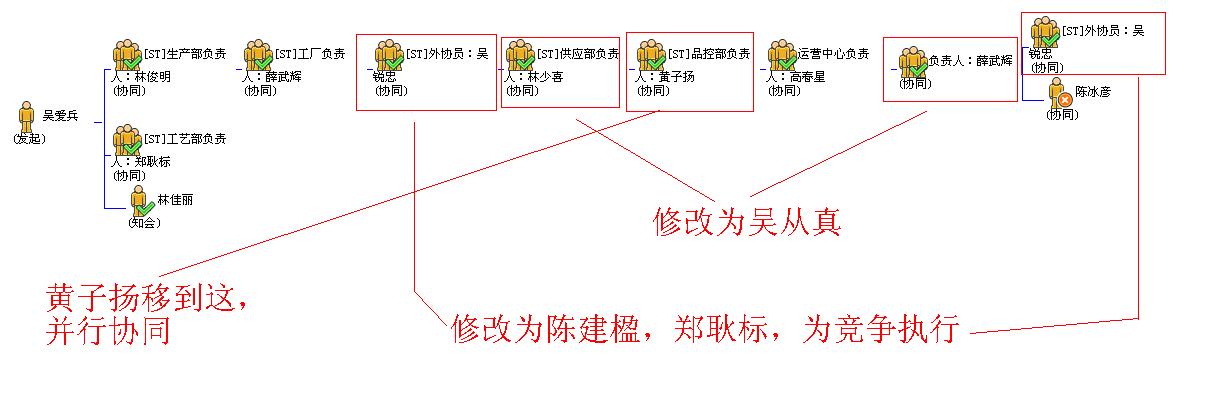 [ST]生产部负责
人：林俊明
(协同)
[ST]工厂负责
人：薛武辉
(协同)
[ST]外协员：吴
锐忠
(协同)
[ST]供应部负责
人：林少喜
(协同)
[ST]品控部负责
人：黄子扬
(协同)
运营中心负责
人：高春星
(协同)
负责人：薛武辉
(协同)
[ST]外协员：吴
锐忠
(协同)
陈冰彦
(协同)
吴爱兵
(发起)
[ST]工艺部负责
人：郑耿标
(协同)
林佳丽
(知会)
修改为吴从真
黄子扬移到这，
并行协同
修改为陈建楹，郑耿标，为竞争执行